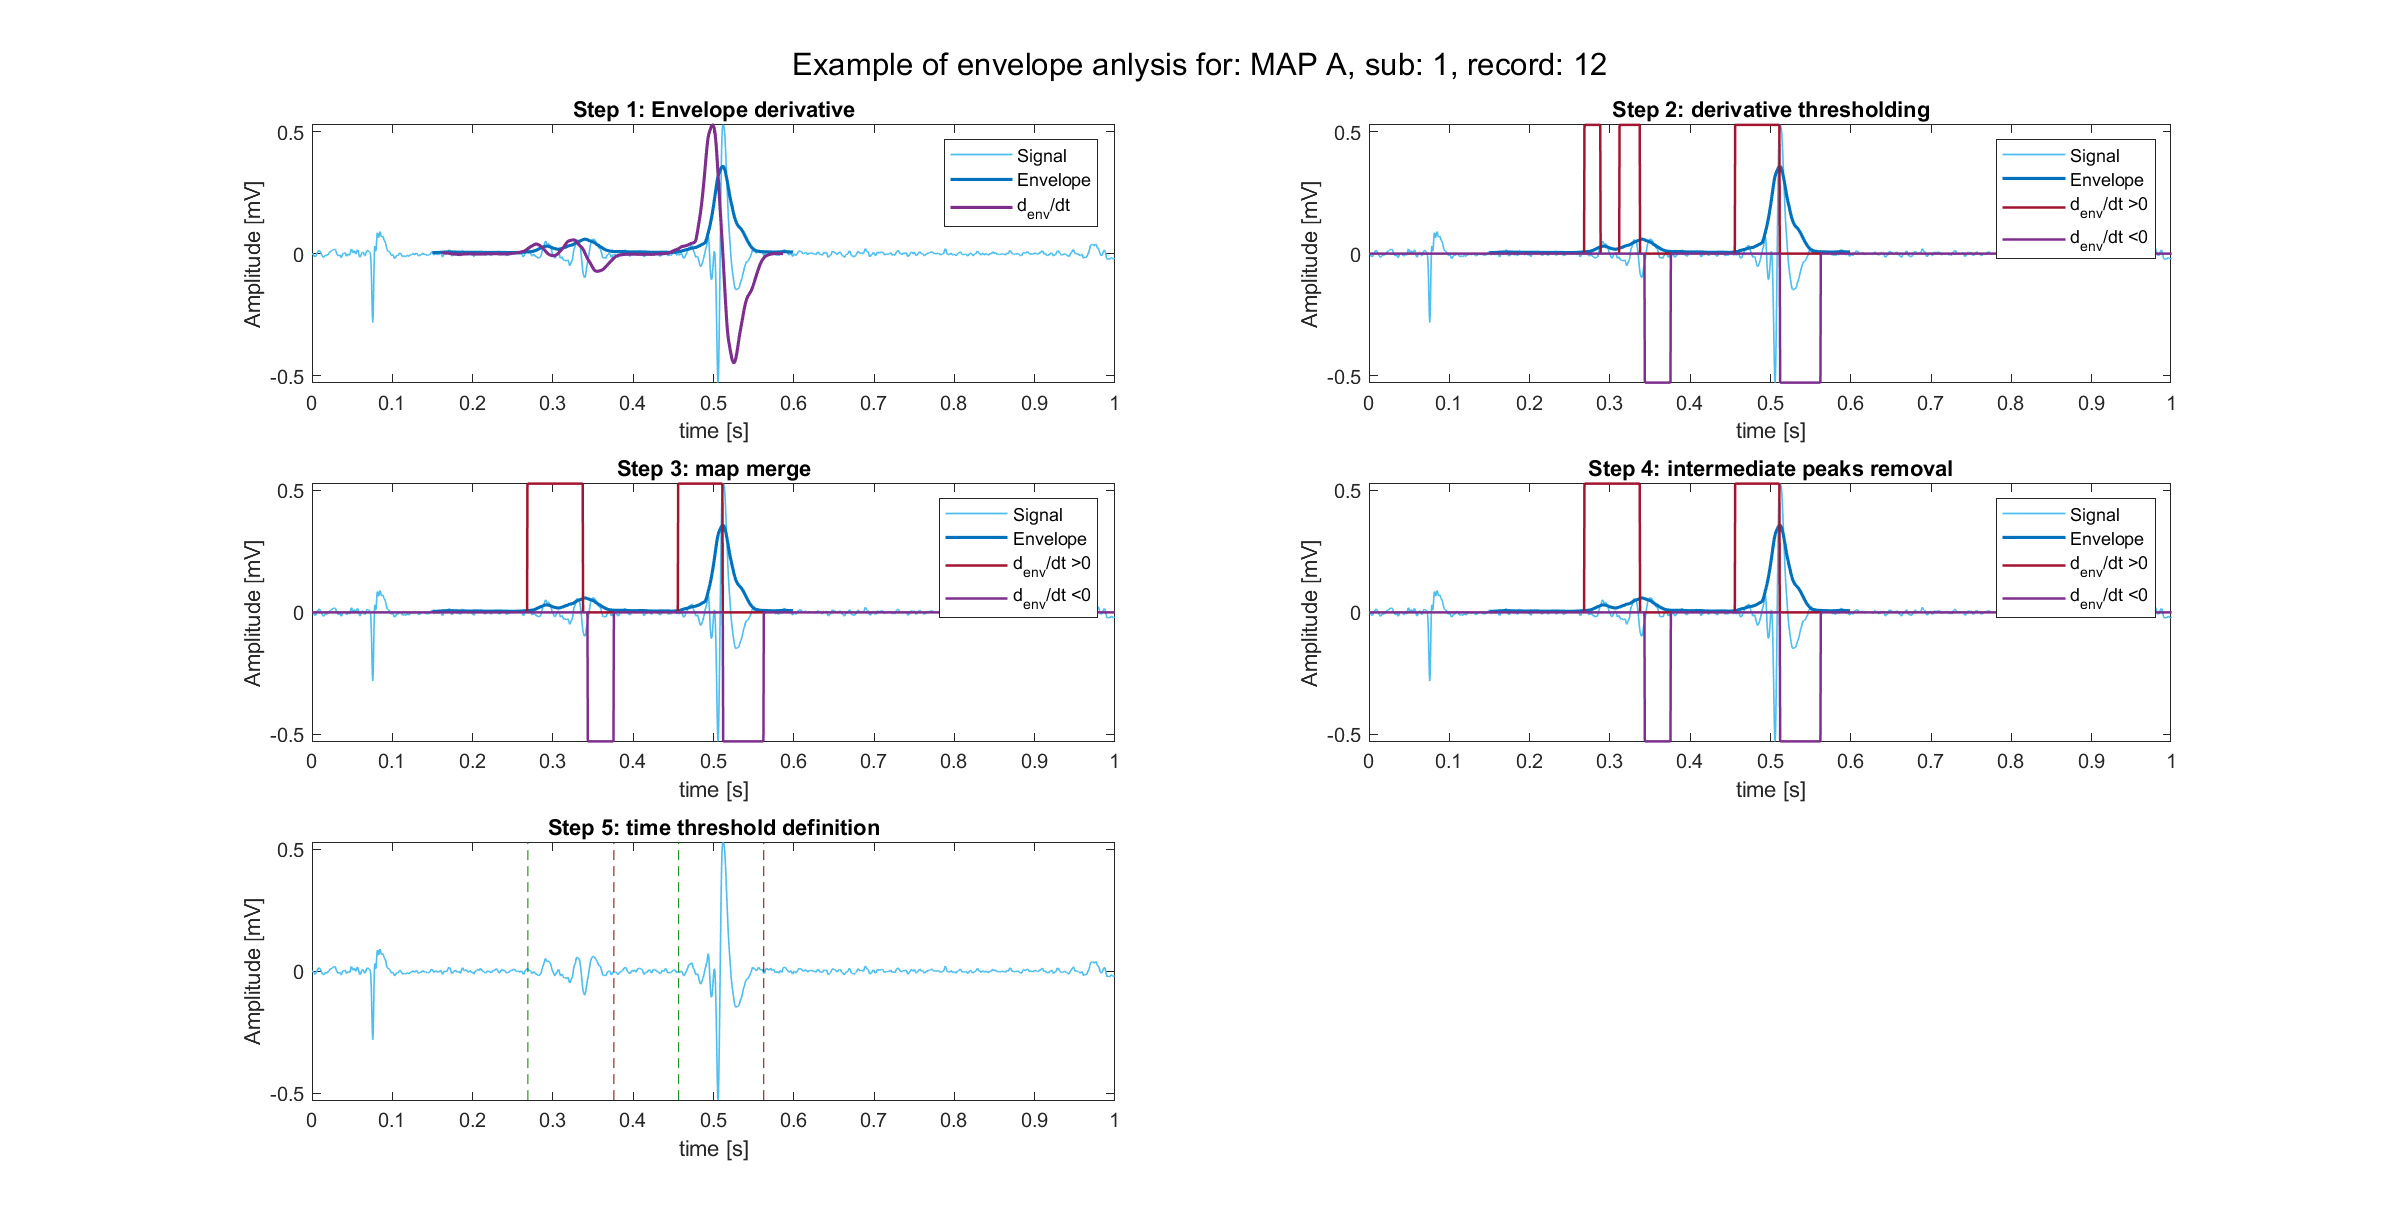 Example of envelope anlysis for: MAP A, sub: 1, record: 12
Step 1: Envelope derivative
Amplitude [mV]
0.5
0
-0.5
Signal
Envelope
d_env/dt
0 0.1 0.2 0.3 0.4 0.5 0.6 0.7 0.8 0.9 1
time [s]
Step 2: derivative thresholding
Amplitude [mV]
0.5
0
-0.5
Signal
Envelope
d_env/dt >0
d_env/dt <0
0 0.1 0.2 0.3 0.4 0.5 0.6 0.7 0.8 0.9 1
time [s]
Step 3: map merge
Amplitude [mV]
0.5
0
-0.5
Signal
Envelope
d_env/dt >0
d_env/dt <0
0 0.1 0.2 0.3 0.4 0.5 0.6 0.7 0.8 0.9 1
time [s]
Step 4: intermediate peaks removal
Amplitude [mV]
0.5
0
-0.5
Signal
Envelope
d_env/dt >0
d_env/dt <0
0 0.1 0.2 0.3 0.4 0.5 0.6 0.7 0.8 0.9 1
time [s]
Step 5: time threshold definition
Amplitude [mV]
0.5
0
-0.5
0 0.1 0.2 0.3 0.4 0.5 0.6 0.7 0.8 0.9 1
time [s]